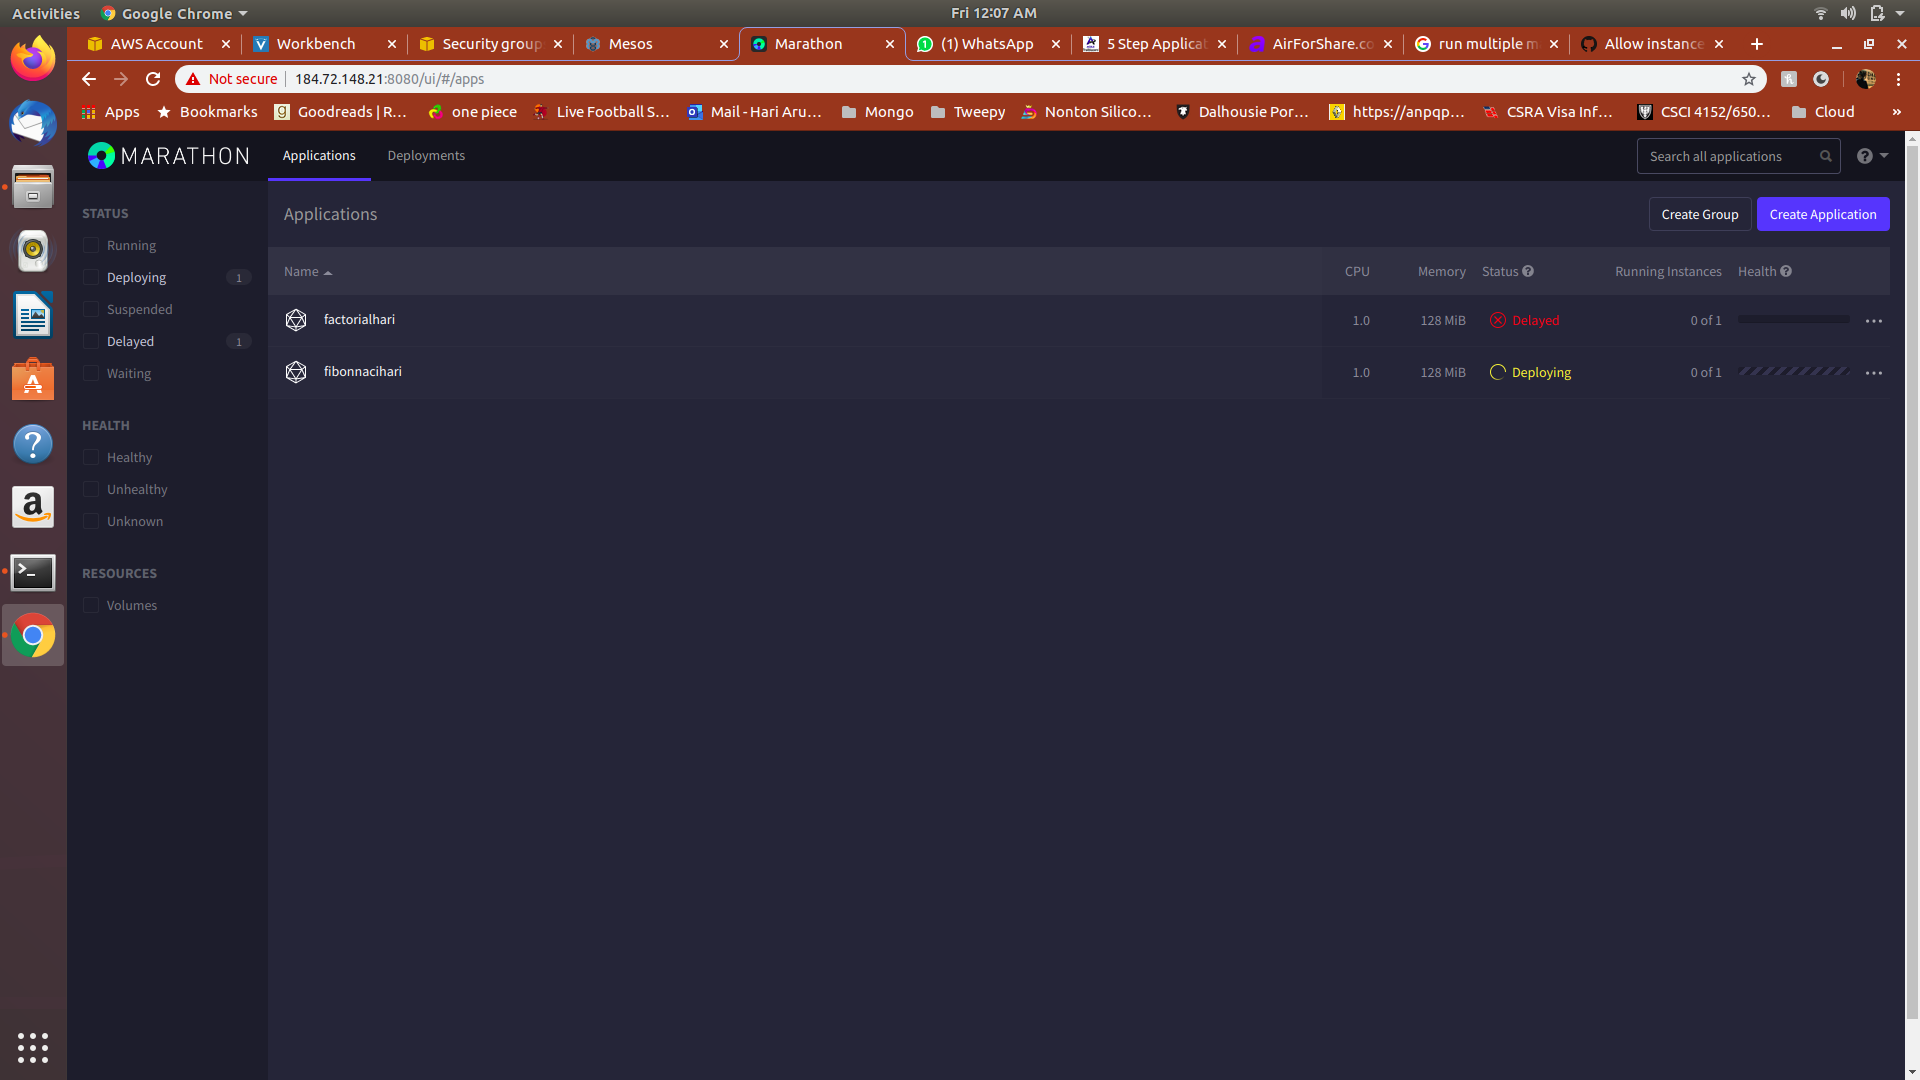 Activities Google Chrome Fri 12:07 AM
AWS Account Workbench Security group Mesos Marathon (1) WhatsApp 5 Step Applicat AirForShare.co run multiple m Allow instance
Not secure 184.72.148.21:8080/ui/#/apps
Apps Bookmarks Goodreads | R... one piece Live Football S... Mail - Hari Aru... Mongo Tweepy Nonton Silico... Dalhousie Por... https://anpqp... CSRA Visa Inf... CSCI 4152/650... Cloud »
MARATHON Applications Deployments Search all applications
STATUS
Running
Deploying 1
Suspended
Delayed 1
Waiting
HEALTH
Healthy
Unhealthy
Unknown
RESOURCES
Volumes
Applications Create Group Create Application
Name CPU Memory Status Running Instances Health
factorialhari 1.0 128 MiB Delayed 0 of 1
fibonnacihari 1.0 128 MiB Deploying 0 of 1